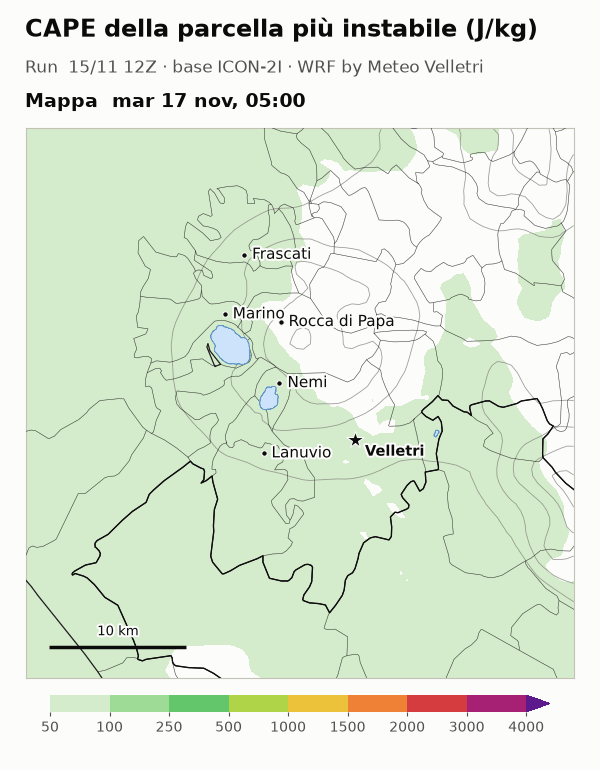 CAPE della parcella più instabile (J/kg)
Run  15/11 12Z · base ICON-2I · WRF by Meteo Velletri
Mappa  mar 17 nov, 05:00
Frascati
Marino
Rocca di Papa
Nemi
Lanuvio
Velletri
10 km
50 100 250 500 1000 1500 2000 3000 4000